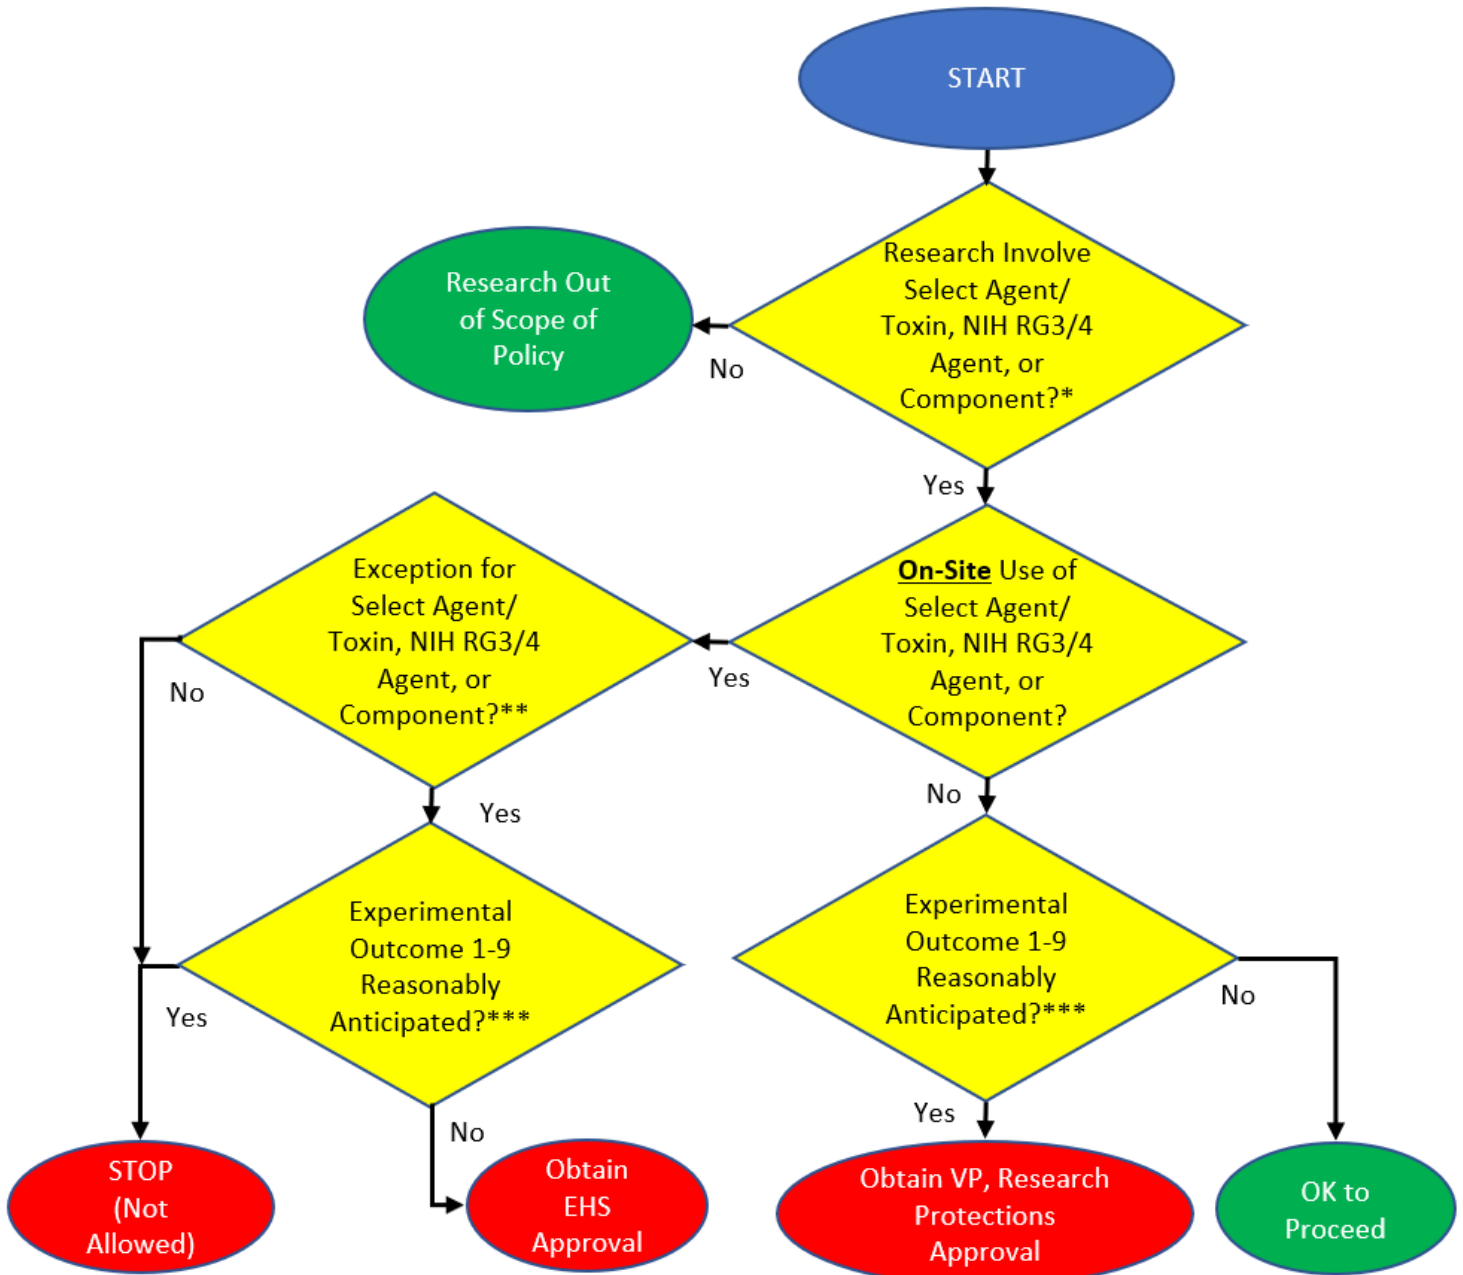 START
Research Involve
Select Agent/
Toxin, NIH RG3/4
Agent, or
Component?*
Research Out
of Scope of
Policy
No
Yes
On-Site Use of
Select Agent/
Toxin, NIH RG3/4
Agent, or
Component?
Exception for
Select Agent/
Toxin, NIH RG3/4
Agent, or
Component?**
Yes
No
Yes
No
Experimental
Outcome 1-9
Reasonably
Anticipated?***
Experimental
Outcome 1-9
Reasonably
Anticipated?***
Yes
No
Yes
No
STOP
(Not
Allowed)
Obtain
EHS
Approval
Obtain VP, Research
Protections
Approval
OK to
Proceed